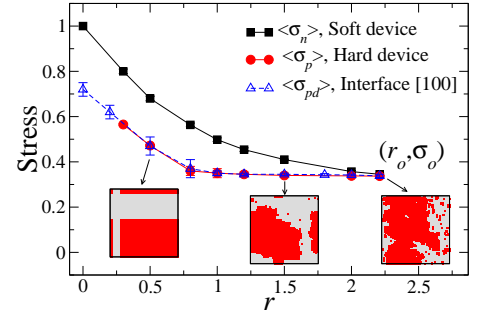 <σₙ>, Soft device
<σₚ>, Hard device
<σ_pd>, Interface [100]
(rₒ,σₒ)
Stress
1
0.8
0.6
0.4
0.2
0
0 0.5 1 1.5 2 2.5
r